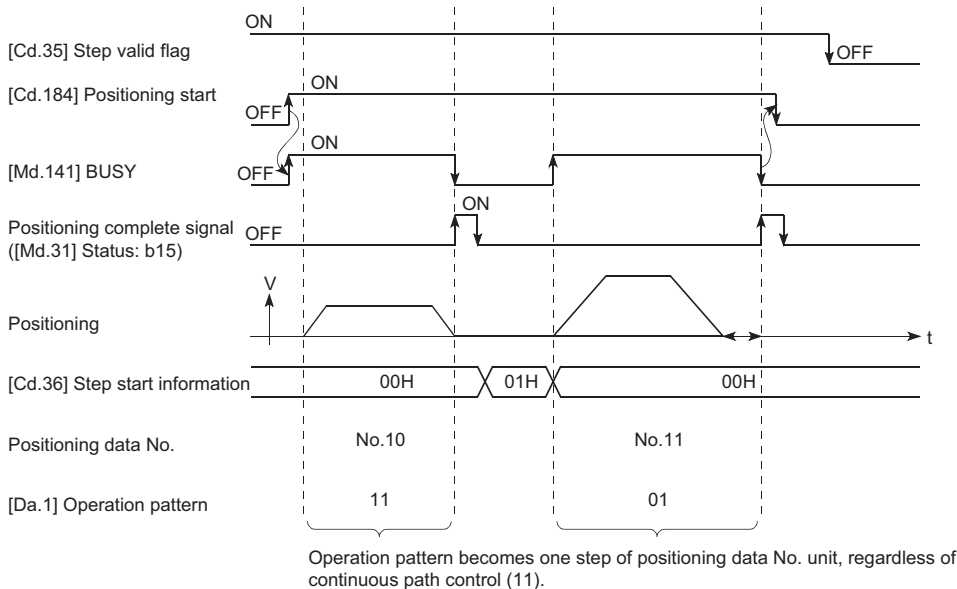 ON
[Cd.35] Step valid flag
OFF
[Cd.184] Positioning start
ON
OFF
ON
[Md.141] BUSY
OFF
ON
Positioning complete signal
([Md.31] Status: b15)
OFF
V
Positioning
t
[Cd.36] Step start information 00H 01H 00H
Positioning data No. No.10 No.11
[Da.1] Operation pattern 11 01
Operation pattern becomes one step of positioning data No. unit, regardless of
continuous path control (11).